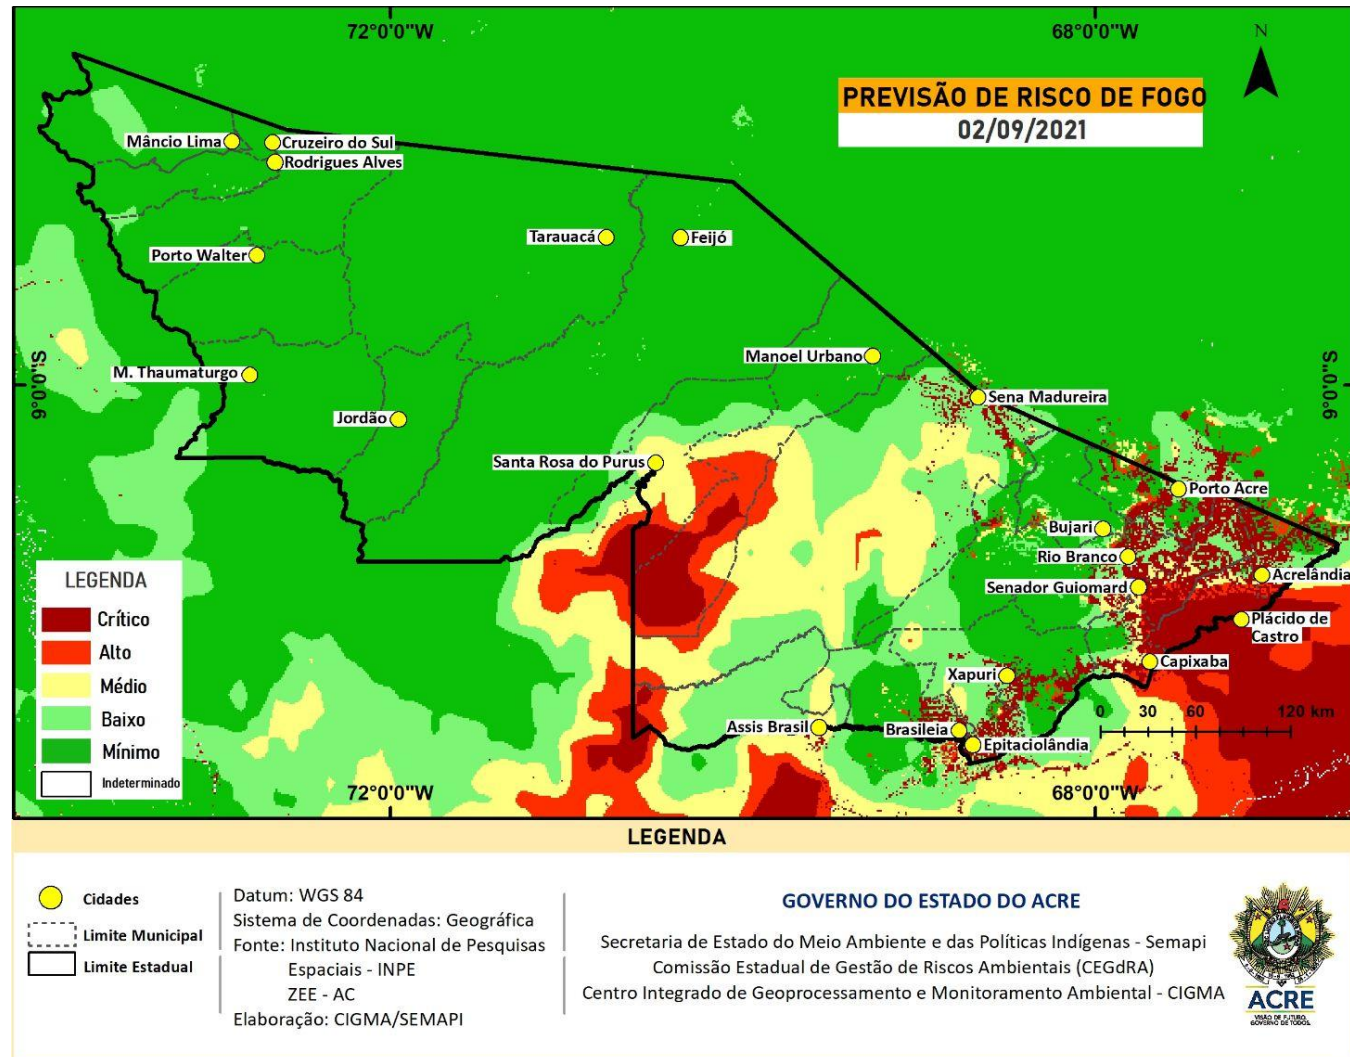 72°0'0"W
68°0'0"W
N
PREVISÃO DE RISCO DE FOGO
02/09/2021
Mâncio Lima
Cruzeiro do Sul
Rodrigues Alves
Tarauacá
Feijó
Porto Walter
Manoel Urbano
M. Thaumaturgo
9°0'0"S
9°0'0"S
Sena Madureira
Jordão
Santa Rosa do Purus
Porto Acre
Bujari
Rio Branco
Acrelândia
Senador Guiomard
Plácido de
Castro
Capixaba
Xapuri
Assis Brasil
Brasileia
Epitaciolândia
0 30 60 120 km
LEGENDA
Crítico
Alto
Médio
Baixo
Mínimo
Indeterminado
72°0'0"W
68°0'0"W
LEGENDA
Cidades
Limite Municipal
Limite Estadual
Datum: WGS 84
Sistema de Coordenadas: Geográfica
Fonte: Instituto Nacional de Pesquisas
Espaciais - INPE
ZEE - AC
Elaboração: CIGMA/SEMAPI
GOVERNO DO ESTADO DO ACRE
Secretaria de Estado do Meio Ambiente e das Políticas Indígenas - Semapi
Comissão Estadual de Gestão de Riscos Ambientais (CEGdRA)
Centro Integrado de Geoprocessamento e Monitoramento Ambiental - CIGMA
ACRE
VISÃO DE FUTURO.
GOVERNO DE TODOS.